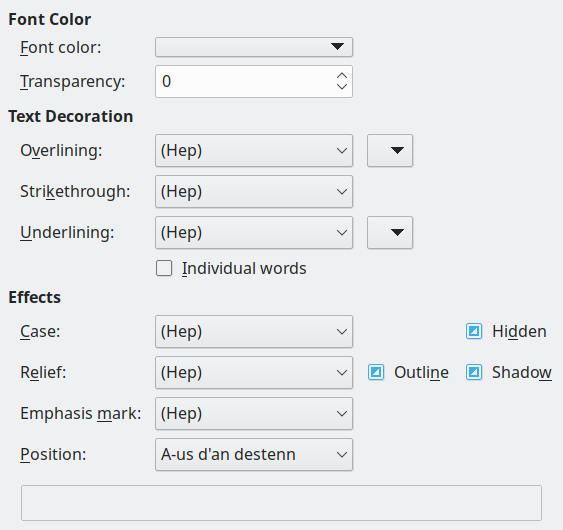 Font Color
Font color:
Transparency: 0
Text Decoration
Overlining: (Hep)
Strikethrough: (Hep)
Underlining: (Hep)
Individual words
Effects
Case: (Hep) Hidden
Relief: (Hep) Outline Shadow
Emphasis mark: (Hep)
Position: A-us d'an destenn